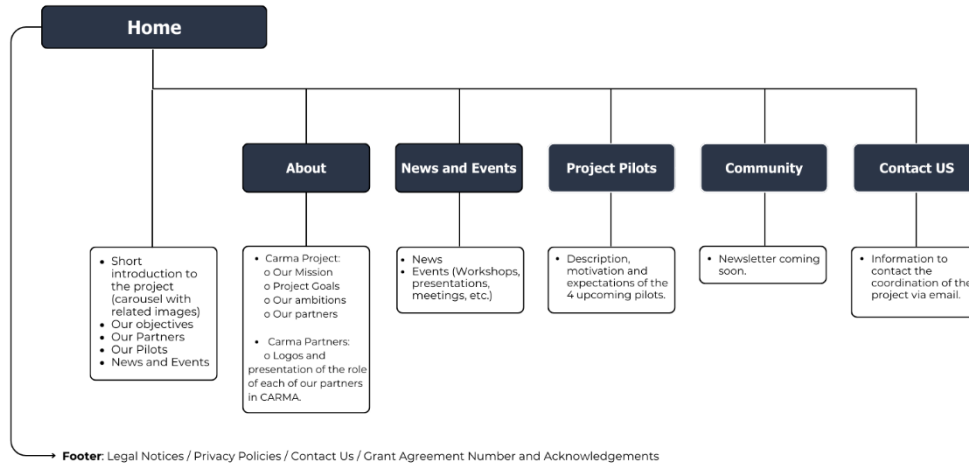 Home
About
News and Events
Project Pilots
Community
Contact US
• Short
introduction to
the project
(carousel with
related images)
• Our objectives
• Our Partners
• Our Pilots
• News and Events
• Carma Project:
o Our Mission
o Project Goals
o Our ambitions
o Our partners
• Carma Partners:
o Logos and
presentation of the role
of each of our partners
in CARMA.
• News
• Events (Workshops,
presentations,
meetings, etc.)
• Description,
motivation and
expectations of the
4 upcoming pilots.
• Newsletter coming
soon.
• Information to
contact the
coordination of the
project via email.
Footer: Legal Notices / Privacy Policies / Contact Us / Grant Agreement Number and Acknowledgements